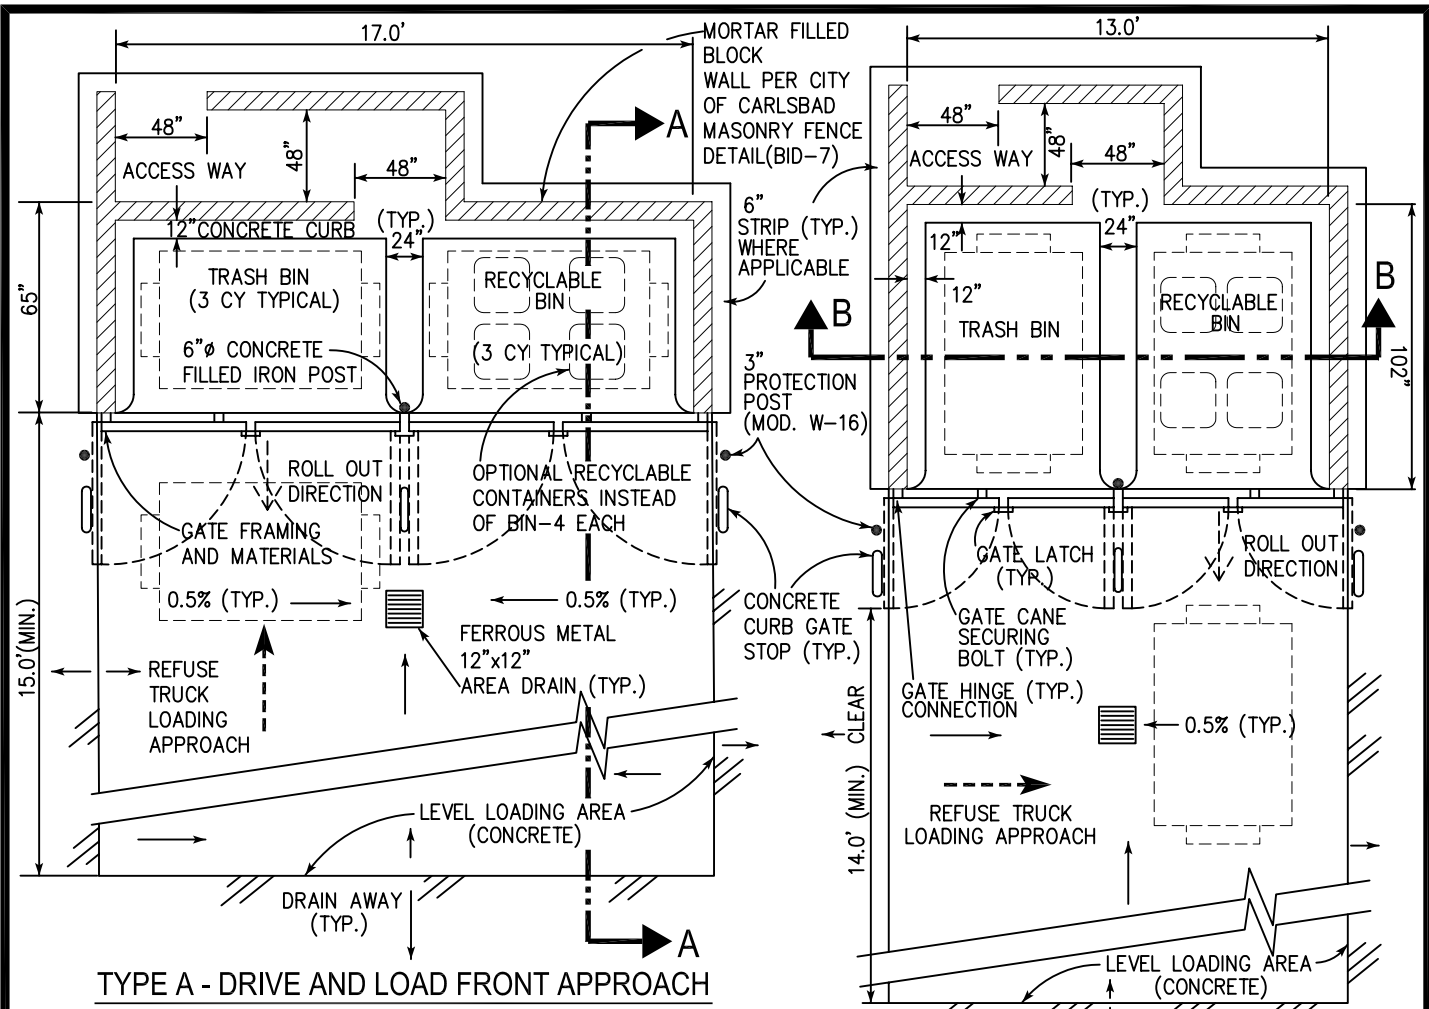 17.0'
MORTAR FILLED
BLOCK
WALL PER CITY
OF CARLSBAD
MASONRY FENCE
DETAIL(BID-7)
A
48"
48"
48"
ACCESS WAY
(TYP.)
24"
12"
CONCRETE CURB
65"
TRASH BIN
(3 CY TYPICAL)
RECYCLABLE
BIN
(3 CY TYPICAL)
6"ø CONCRETE
FILLED IRON POST
6"
STRIP (TYP.)
WHERE
APPLICABLE
3"
PROTECTION
POST
(MOD. W-16)
ROLL OUT
DIRECTION
OPTIONAL RECYCLABLE
CONTAINERS INSTEAD
OF BIN-4 EACH
GATE FRAMING
AND MATERIALS
0.5% (TYP.)
0.5% (TYP.)
FERROUS METAL
12"x12"
AREA DRAIN (TYP.)
CONCRETE
CURB GATE
STOP (TYP.)
15.0'(MIN.)
REFUSE
TRUCK
LOADING
APPROACH
LEVEL LOADING AREA
(CONCRETE)
DRAIN AWAY
(TYP.)
A
TYPE A - DRIVE AND LOAD FRONT APPROACH
13.0'
48"
48"
48"
ACCESS WAY
(TYP.)
24"
12"
12"
B
B
TRASH BIN
RECYCLABLE
BIN
102"
GATE LATCH
(TYP.)
ROLL OUT
DIRECTION
GATE CANE
SECURING
BOLT (TYP.)
GATE HINGE (TYP.)
CONNECTION
0.5% (TYP.)
14.0' (MIN.) CLEAR
REFUSE TRUCK
LOADING APPROACH
LEVEL LOADING AREA
(CONCRETE)